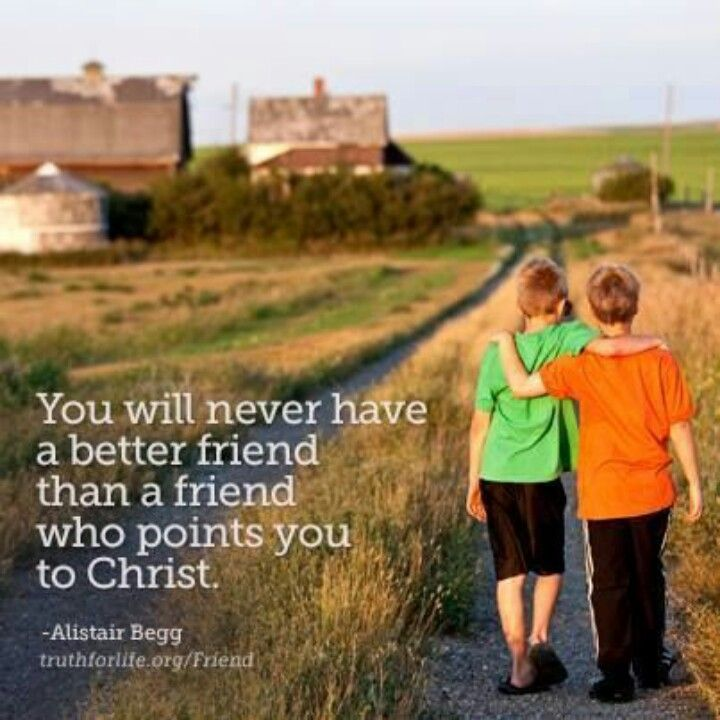 You will never have
a better friend
than a friend
who points you
to Christ.
-Alistair Begg
truthforlife.org/Friend